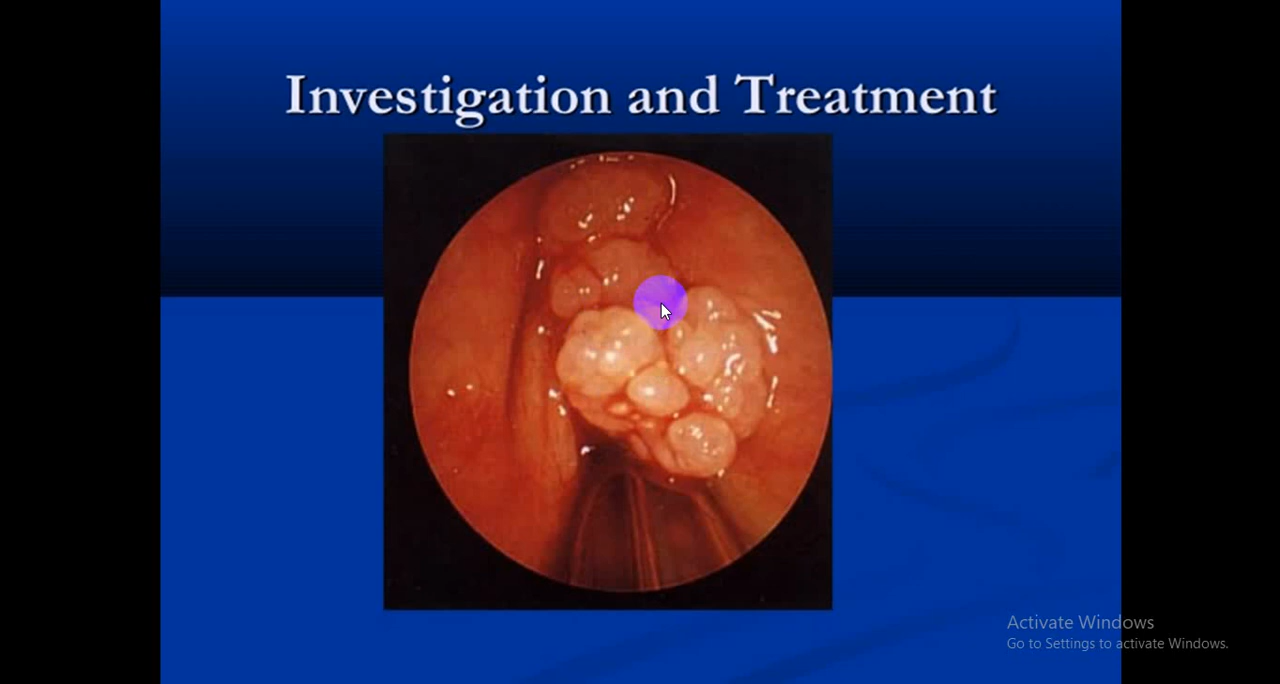 Investigation and Treatment
Activate Windows
Go to Settings to activate Windows.